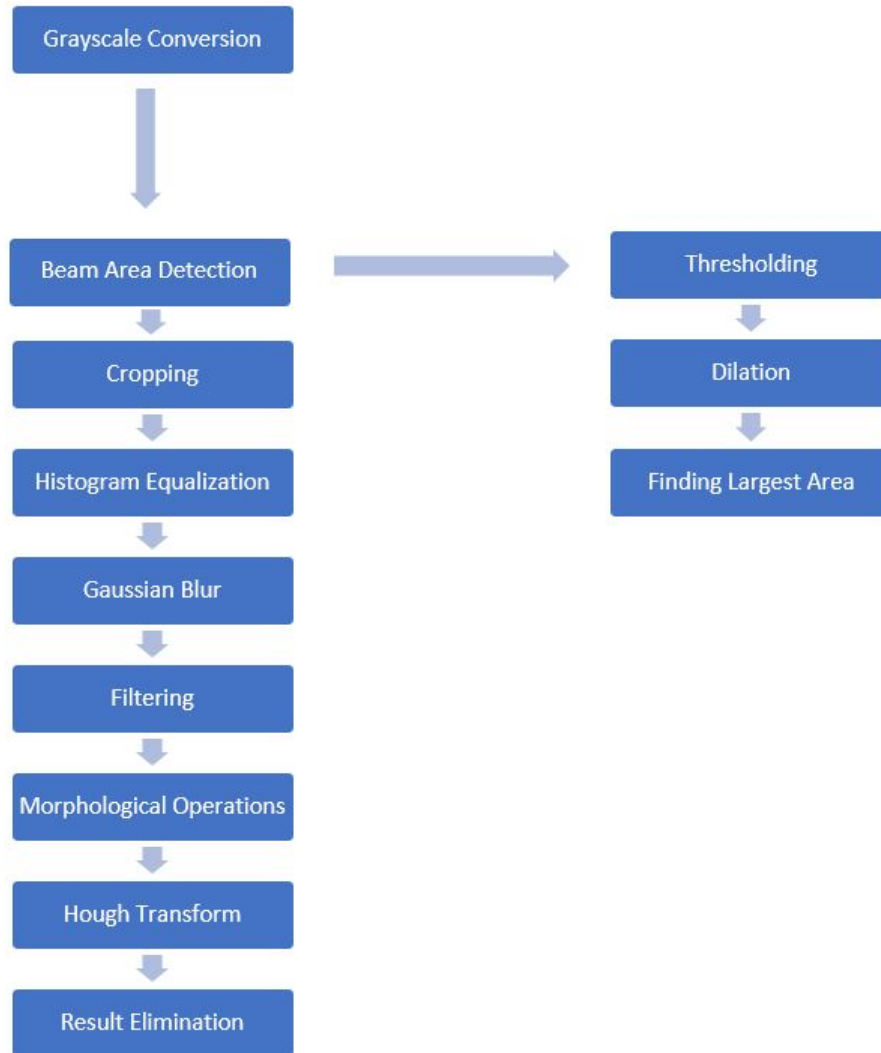 Grayscale Conversion
Beam Area Detection
Cropping
Histogram Equalization
Gaussian Blur
Filtering
Morphological Operations
Hough Transform
Result Elimination
Thresholding
Dilation
Finding Largest Area